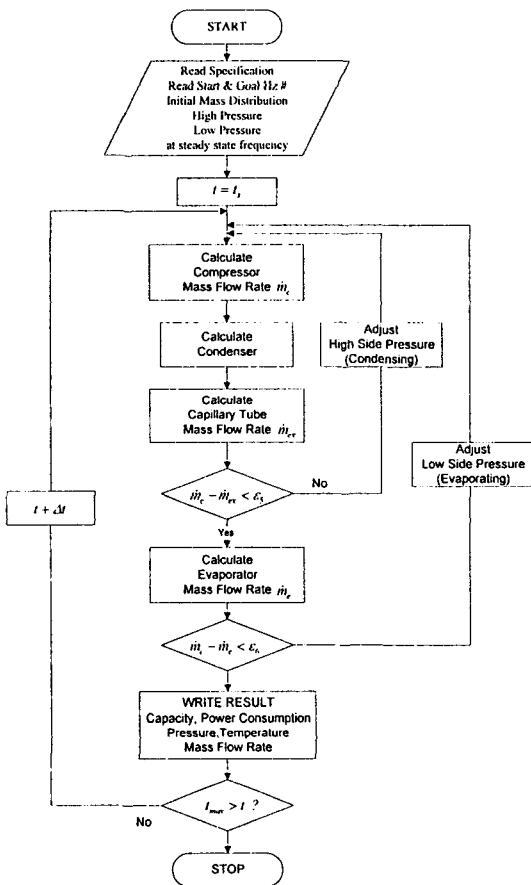 START
Read Specification
Read Start & Goal Hz #
Initial Mass Distribution
High Pressure
Low Pressure
at steady state frequency
t = t_s
Calculate
Compressor
Mass Flow Rate ṁ_c
Calculate
Condenser
Adjust
High Side Pressure
(Condensing)
Calculate
Capillary Tube
Mass Flow Rate ṁ_ex
Adjust
Low Side Pressure
(Evaporating)
ṁ_c − ṁ_ex < ε_5
No
t + Δt
Yes
Calculate
Evaporator
Mass Flow Rate ṁ_e
ṁ_c − ṁ_e < ε_6
WRITE RESULT
Capacity, Power Consumption
Pressure,Temperature
Mass Flow Rate
t_max > t ?
No
STOP